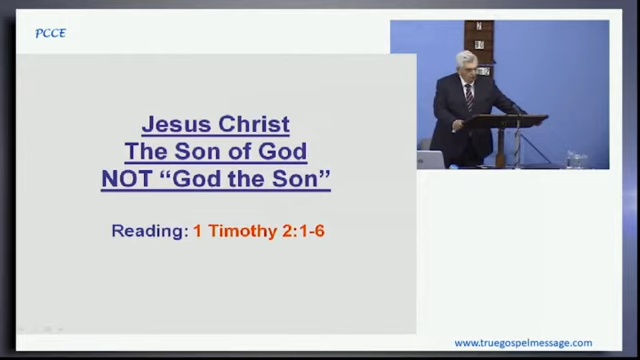 PCCE
Jesus Christ
The Son of God
NOT “God the Son”
Reading: 1 Timothy 2:1-6
www.truegospelmessage.com